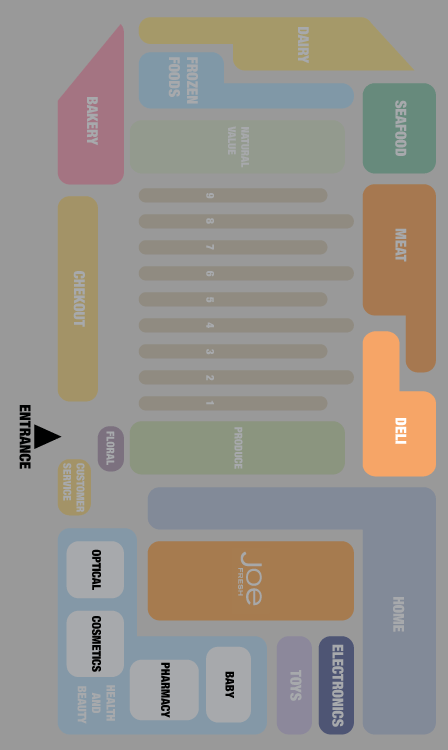 DAIRY
FROZEN
FOODS
BAKERY
NATURAL
VALUE
SEAFOOD
MEAT
9
8
7
6
5
4
3
2
1
CHEKOUT
ENTRANCE
FLORAL
PRODUCE
DELI
CUSTOMER
SERVICE
OPTICAL
COSMETICS
HEALTH
AND
BEAUTY
PHARMACY
BABY
Joe
FRESH
TOYS
ELECTRONICS
HOME